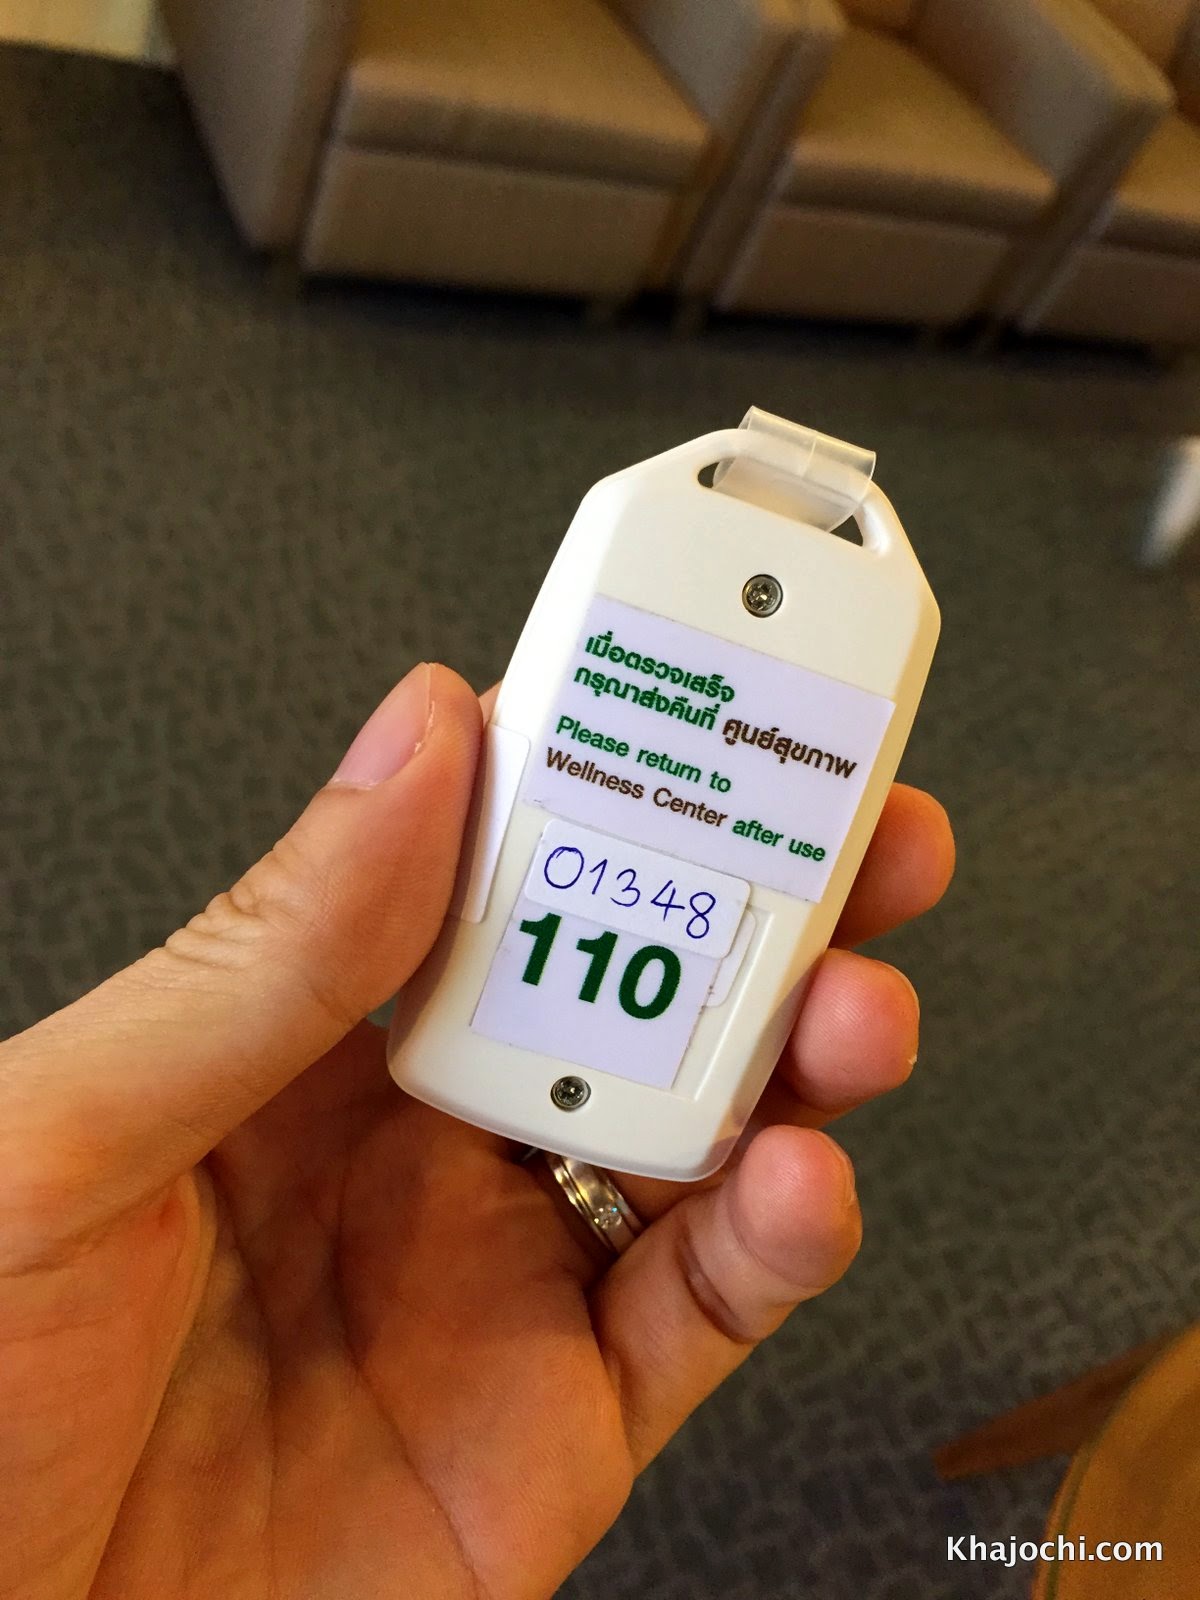 เมื่อตรวจเสร็จ
กรุณาส่งคืนที่ ศูนย์สุขภาพ
Please return to
Wellness Center after use
01348
110
Khajochi.com